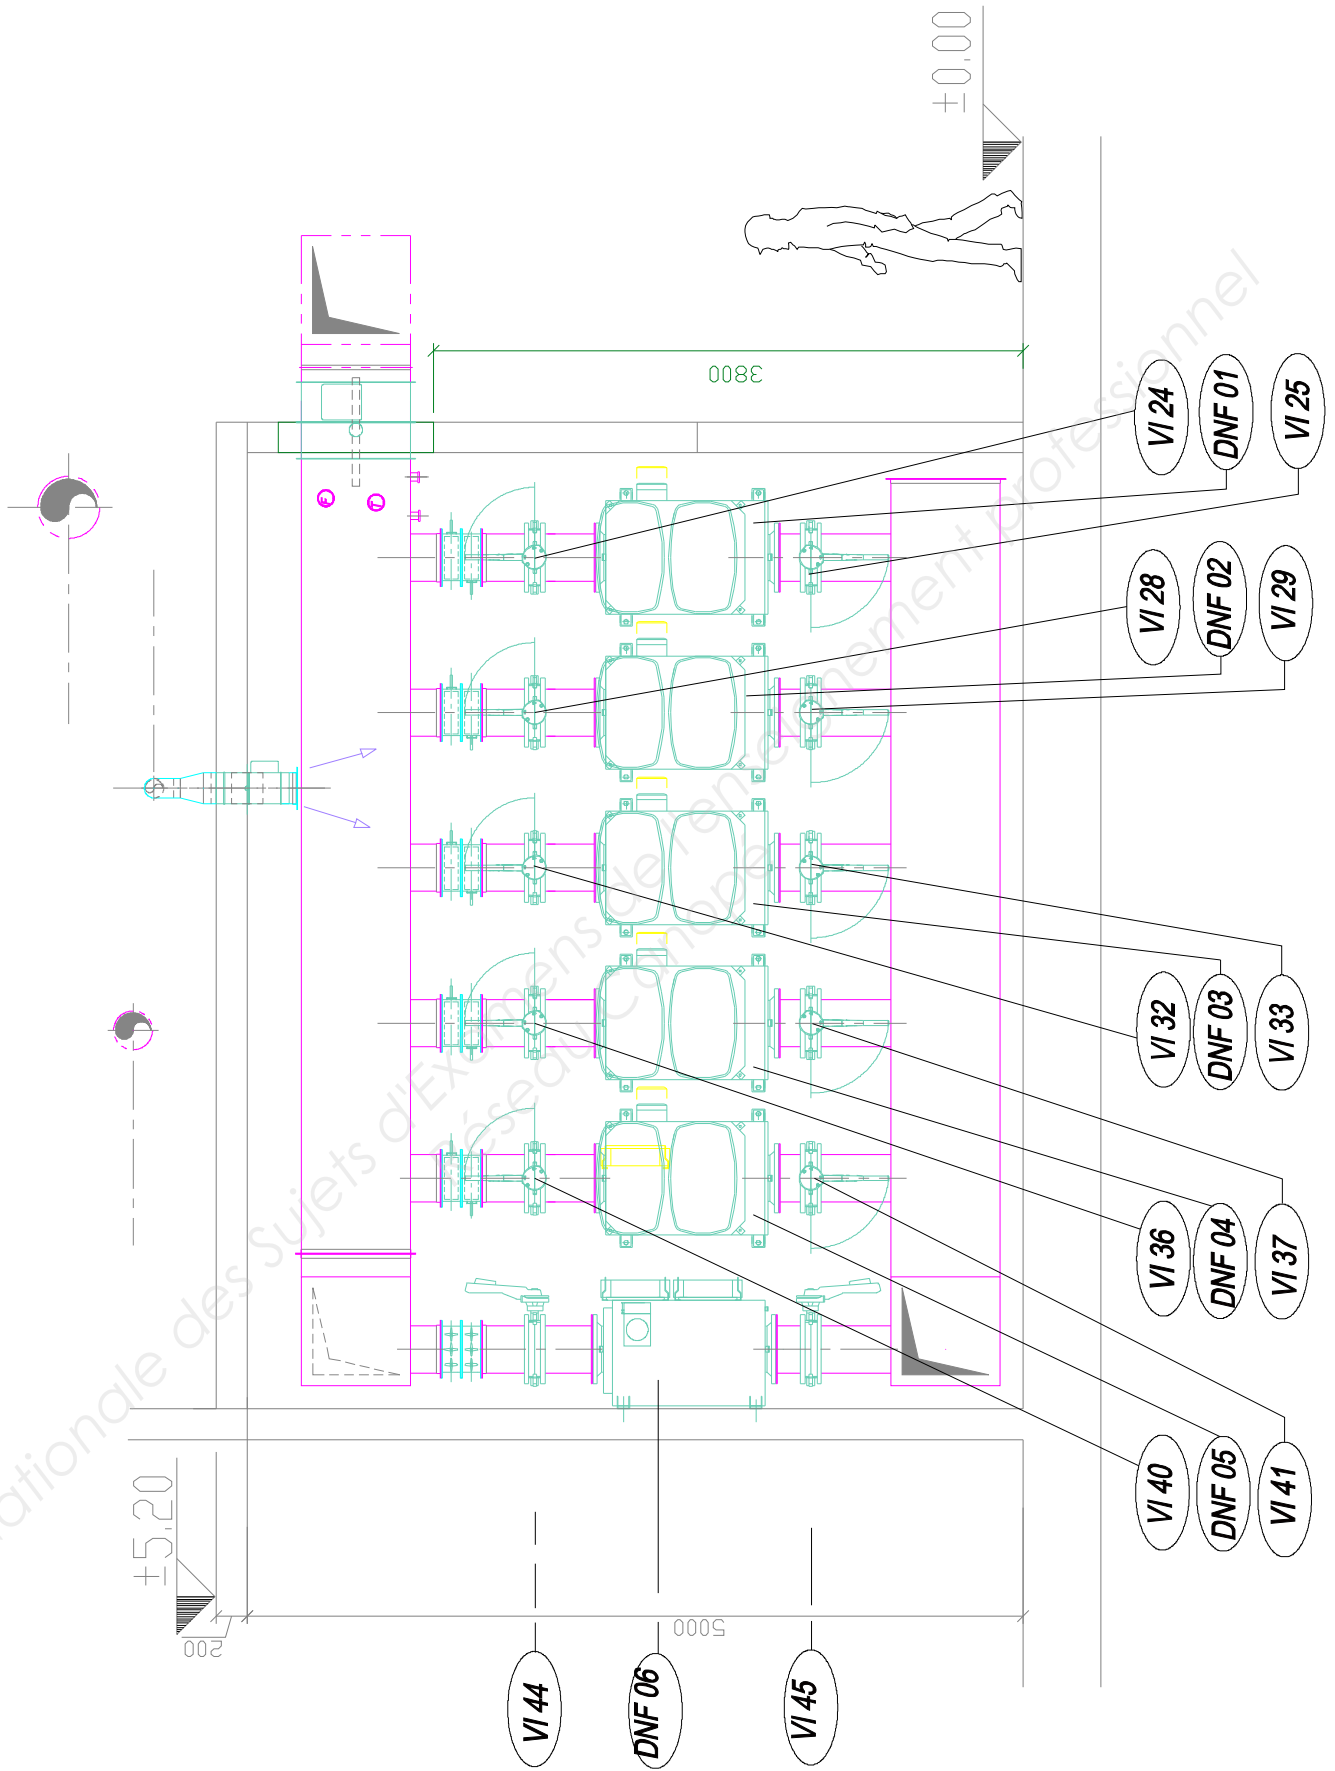 ±0.00
3800
VI 24
DNF 01
VI 25
VI 28
DNF 02
VI 29
VI 32
DNF 03
VI 33
VI 36
DNF 04
VI 37
VI 40
DNF 05
VI 41
±5.20
200
5000
VI 44
DNF 06
VI 45
F
T
des Sujets d'Examens de l'enseignement professionnel
Réseau Canopé